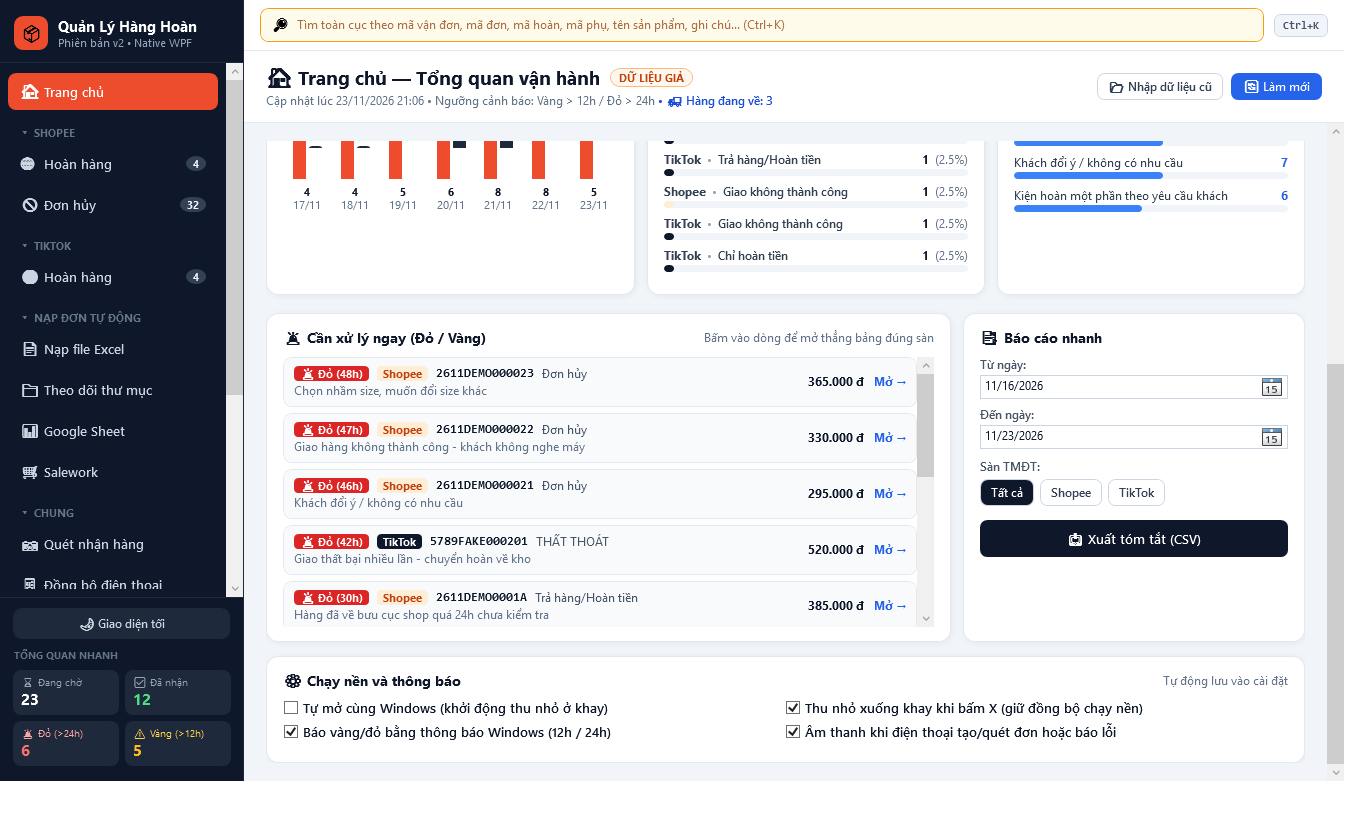 Quản Lý Hàng Hoàn
Phiên bản v2 • Native WPF
Trang chủ
SHOPEE
Hoàn hàng 4
Đơn hủy 32
TIKTOK
Hoàn hàng 4
NẠP ĐƠN TỰ ĐỘNG
Nạp file Excel
Theo dõi thư mục
Google Sheet
Salework
CHUNG
Quét nhận hàng
Đồng bộ điện thoại
Giao diện tối
TỔNG QUAN NHANH
Đang chờ
23
Đã nhận
12
Đỏ (>24h)
6
Vàng (>12h)
5
Tìm toàn cục theo mã vận đơn, mã đơn, mã hoàn, mã phụ, tên sản phẩm, ghi chú... (Ctrl+K)
Ctrl+K
Trang chủ — Tổng quan vận hành DỮ LIỆU GIẢ
Cập nhật lúc 23/11/2026 21:06 • Ngưỡng cảnh báo: Vàng > 12h / Đỏ > 24h • Hàng đang về: 3
Nhập dữ liệu cũ
Làm mới
4 4 5 6 8 8 5
17/11 18/11 19/11 20/11 21/11 22/11 23/11
TikTok • Trả hàng/Hoàn tiền 1 (2.5%)
Shopee • Giao không thành công 1 (2.5%)
TikTok • Giao không thành công 1 (2.5%)
TikTok • Chỉ hoàn tiền 1 (2.5%)
Khách đổi ý / không có nhu cầu 7
Kiện hoàn một phần theo yêu cầu khách 6
Cần xử lý ngay (Đỏ / Vàng)
Bấm vào dòng để mở thẳng bảng đúng sàn
Đỏ (48h) Shopee 2611DEMO000023 Đơn hủy
Chọn nhầm size, muốn đổi size khác
365.000 đ Mở →
Đỏ (47h) Shopee 2611DEMO000022 Đơn hủy
Giao hàng không thành công - khách không nghe máy
330.000 đ Mở →
Đỏ (46h) Shopee 2611DEMO000021 Đơn hủy
Khách đổi ý / không có nhu cầu
295.000 đ Mở →
Đỏ (42h) TikTok 5789FAKE000201 THẤT THOÁT
Giao thất bại nhiều lần - chuyển hoàn về kho
520.000 đ Mở →
Đỏ (30h) Shopee 2611DEMO0001A Trả hàng/Hoàn tiền
Hàng đã về bưu cục shop quá 24h chưa kiểm tra
385.000 đ Mở →
Báo cáo nhanh
Từ ngày:
11/16/2026 15
Đến ngày:
11/23/2026 15
Sàn TMĐT:
Tất cả Shopee TikTok
Xuất tóm tắt (CSV)
Chạy nền và thông báo
Tự động lưu vào cài đặt
Tự mở cùng Windows (khởi động thu nhỏ ở khay)
Thu nhỏ xuống khay khi bấm X (giữ đồng bộ chạy nền)
Báo vàng/đỏ bằng thông báo Windows (12h / 24h)
Âm thanh khi điện thoại tạo/quét đơn hoặc báo lỗi